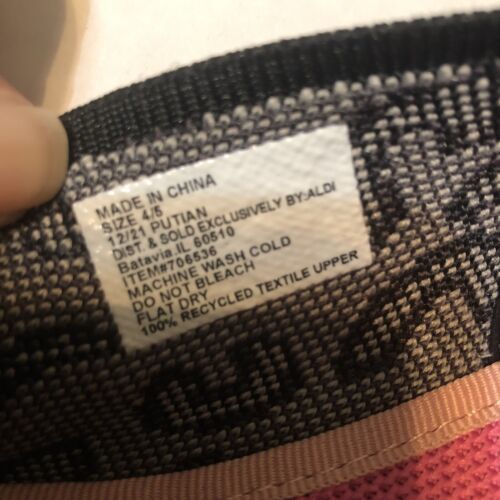 MADE IN CHINA
SIZE 4/5
12/21 PUTIAN
DIST. & SOLD EXCLUSIVELY BY:ALDI
Batavia IL 60510
ITEM#706536
MACHINE WASH COLD
DO NOT BLEACH
FLAT DRY
100% RECYCLED TEXTILE UPPER